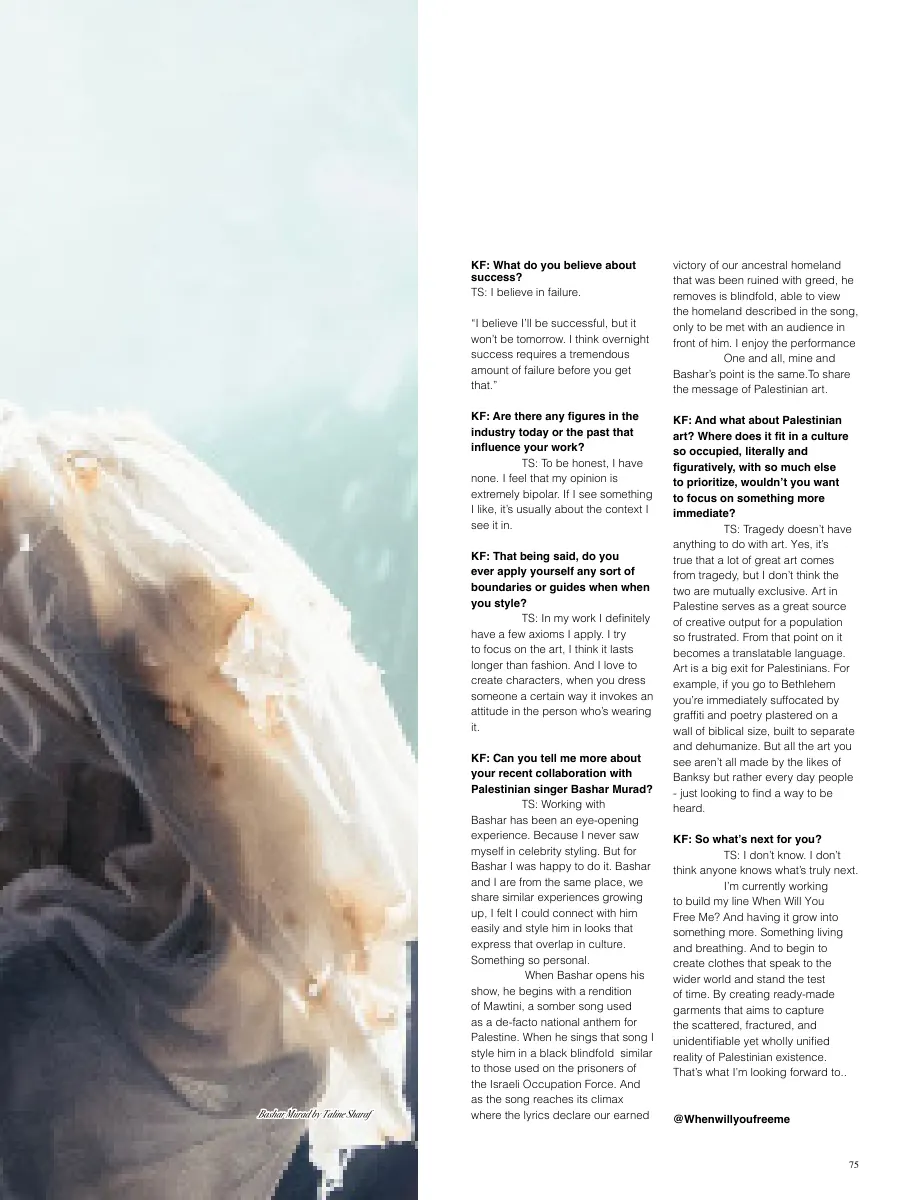 KF: What do you believe about
success?
TS: I believe in failure.
“I believe I’ll be successful, but it
won’t be tomorrow. I think overnight
success requires a tremendous
amount of failure before you get
that.”
KF: Are there any figures in the
industry today or the past that
influence your work?
TS: To be honest, I have
none. I feel that my opinion is
extremely bipolar. If I see something
I like, it’s usually about the context I
see it in.
KF: That being said, do you
ever apply yourself any sort of
boundaries or guides when when
you style?
TS: In my work I definitely
have a few axioms I apply. I try
to focus on the art, I think it lasts
longer than fashion. And I love to
create characters, when you dress
someone a certain way it invokes an
attitude in the person who’s wearing
it.
KF: Can you tell me more about
your recent collaboration with
Palestinian singer Bashar Murad?
TS: Working with
Bashar has been an eye-opening
experience. Because I never saw
myself in celebrity styling. But for
Bashar I was happy to do it. Bashar
and I are from the same place, we
share similar experiences growing
up, I felt I could connect with him
easily and style him in looks that
express that overlap in culture.
Something so personal.
When Bashar opens his
show, he begins with a rendition
of Mawtini, a somber song used
as a de-facto national anthem for
Palestine. When he sings that song I
style him in a black blindfold  similar
to those used on the prisoners of
the Israeli Occupation Force. And
as the song reaches its climax
where the lyrics declare our earned
victory of our ancestral homeland
that was been ruined with greed, he
removes is blindfold, able to view
the homeland described in the song,
only to be met with an audience in
front of him. I enjoy the performance
One and all, mine and
Bashar’s point is the same.To share
the message of Palestinian art.
KF: And what about Palestinian
art? Where does it fit in a culture
so occupied, literally and
figuratively, with so much else
to prioritize, wouldn’t you want
to focus on something more
immediate?
TS: Tragedy doesn’t have
anything to do with art. Yes, it’s
true that a lot of great art comes
from tragedy, but I don’t think the
two are mutually exclusive. Art in
Palestine serves as a great source
of creative output for a population
so frustrated. From that point on it
becomes a translatable language.
Art is a big exit for Palestinians. For
example, if you go to Bethlehem
you’re immediately suffocated by
graffiti and poetry plastered on a
wall of biblical size, built to separate
and dehumanize. But all the art you
see aren’t all made by the likes of
Banksy but rather every day people
- just looking to find a way to be
heard.
KF: So what’s next for you?
TS: I don’t know. I don’t
think anyone knows what’s truly next.
I’m currently working
to build my line When Will You
Free Me? And having it grow into
something more. Something living
and breathing. And to begin to
create clothes that speak to the
wider world and stand the test
of time. By creating ready-made
garments that aims to capture
the scattered, fractured, and
unidentifiable yet wholly unified
reality of Palestinian existence.
That’s what I’m looking forward to..
@Whenwillyoufreeme
Bashar Murad by Taline Sharaf
75